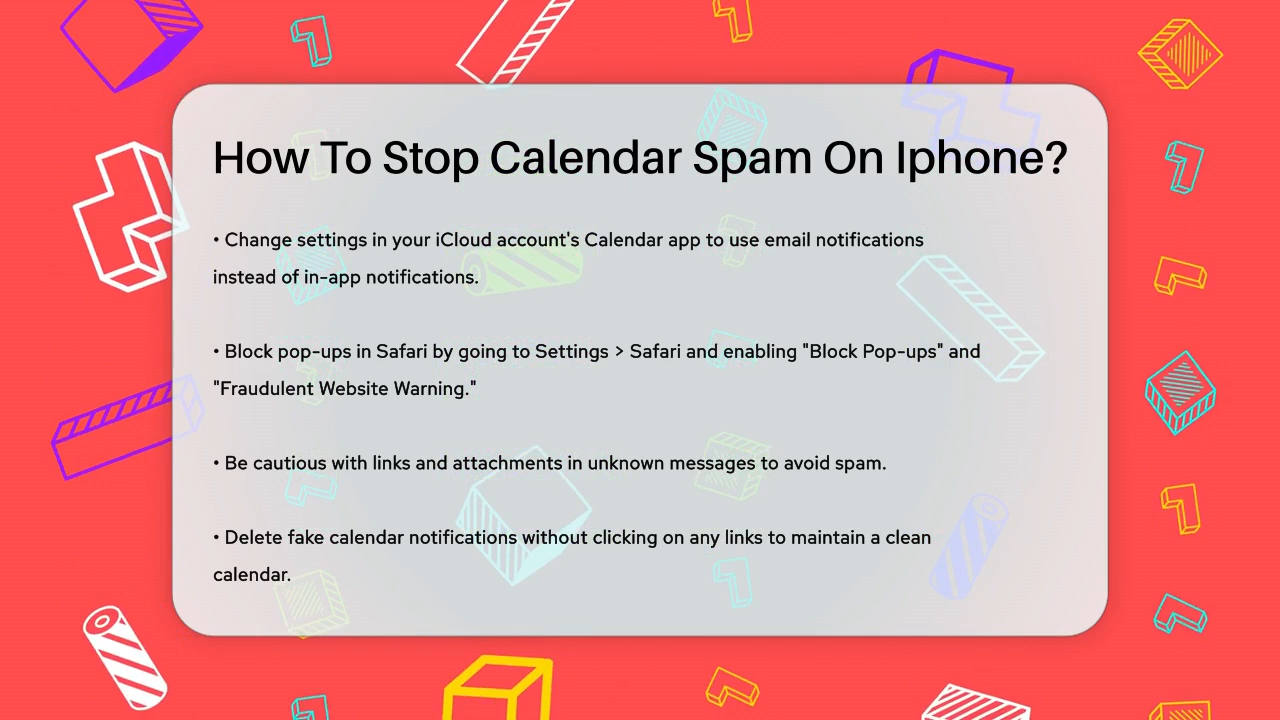 How To Stop Calendar Spam On Iphone?
• Change settings in your iCloud account's Calendar app to use email notifications
instead of in-app notifications.
• Block pop-ups in Safari by going to Settings > Safari and enabling "Block Pop-ups" and
"Fraudulent Website Warning."
• Be cautious with links and attachments in unknown messages to avoid spam.
• Delete fake calendar notifications without clicking on any links to maintain a clean
calendar.